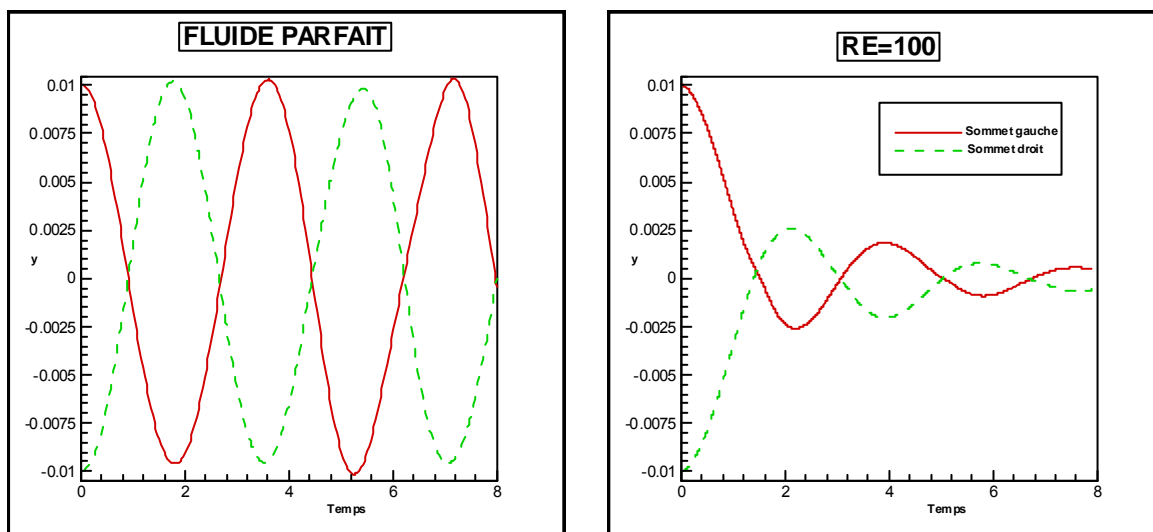 FLUIDE PARFAIT
0.01
0.0075
0.005
0.0025
y
0
-0.0025
-0.005
-0.0075
-0.01
0 2 4 6 8
Temps
RE=100
Sommet gauche
Sommet droit
0.01
0.0075
0.005
0.0025
y
0
-0.0025
-0.005
-0.0075
-0.01
0 2 4 6 8
Temps